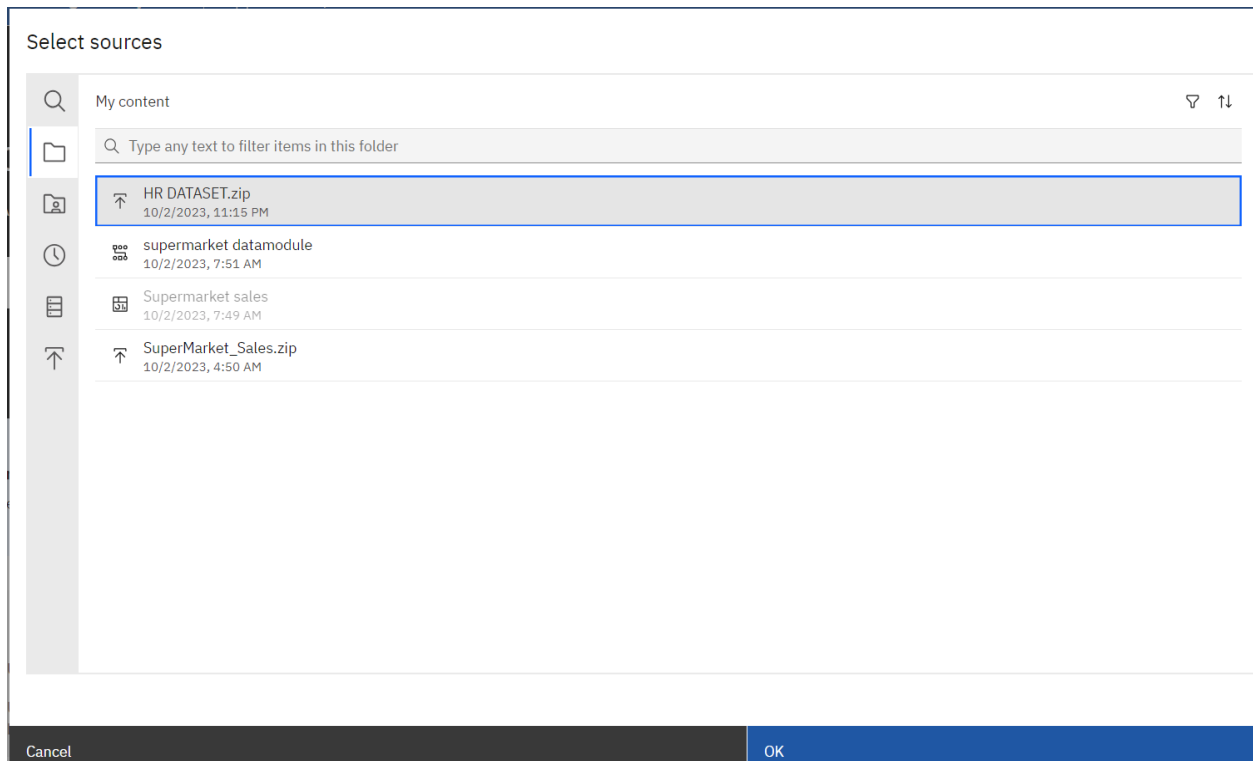 Select sources
My content
Type any text to filter items in this folder
HR DATASET.zip
10/2/2023, 11:15 PM
supermarket datamodule
10/2/2023, 7:51 AM
Supermarket sales
10/2/2023, 7:49 AM
SuperMarket_Sales.zip
10/2/2023, 4:50 AM
Cancel
OK